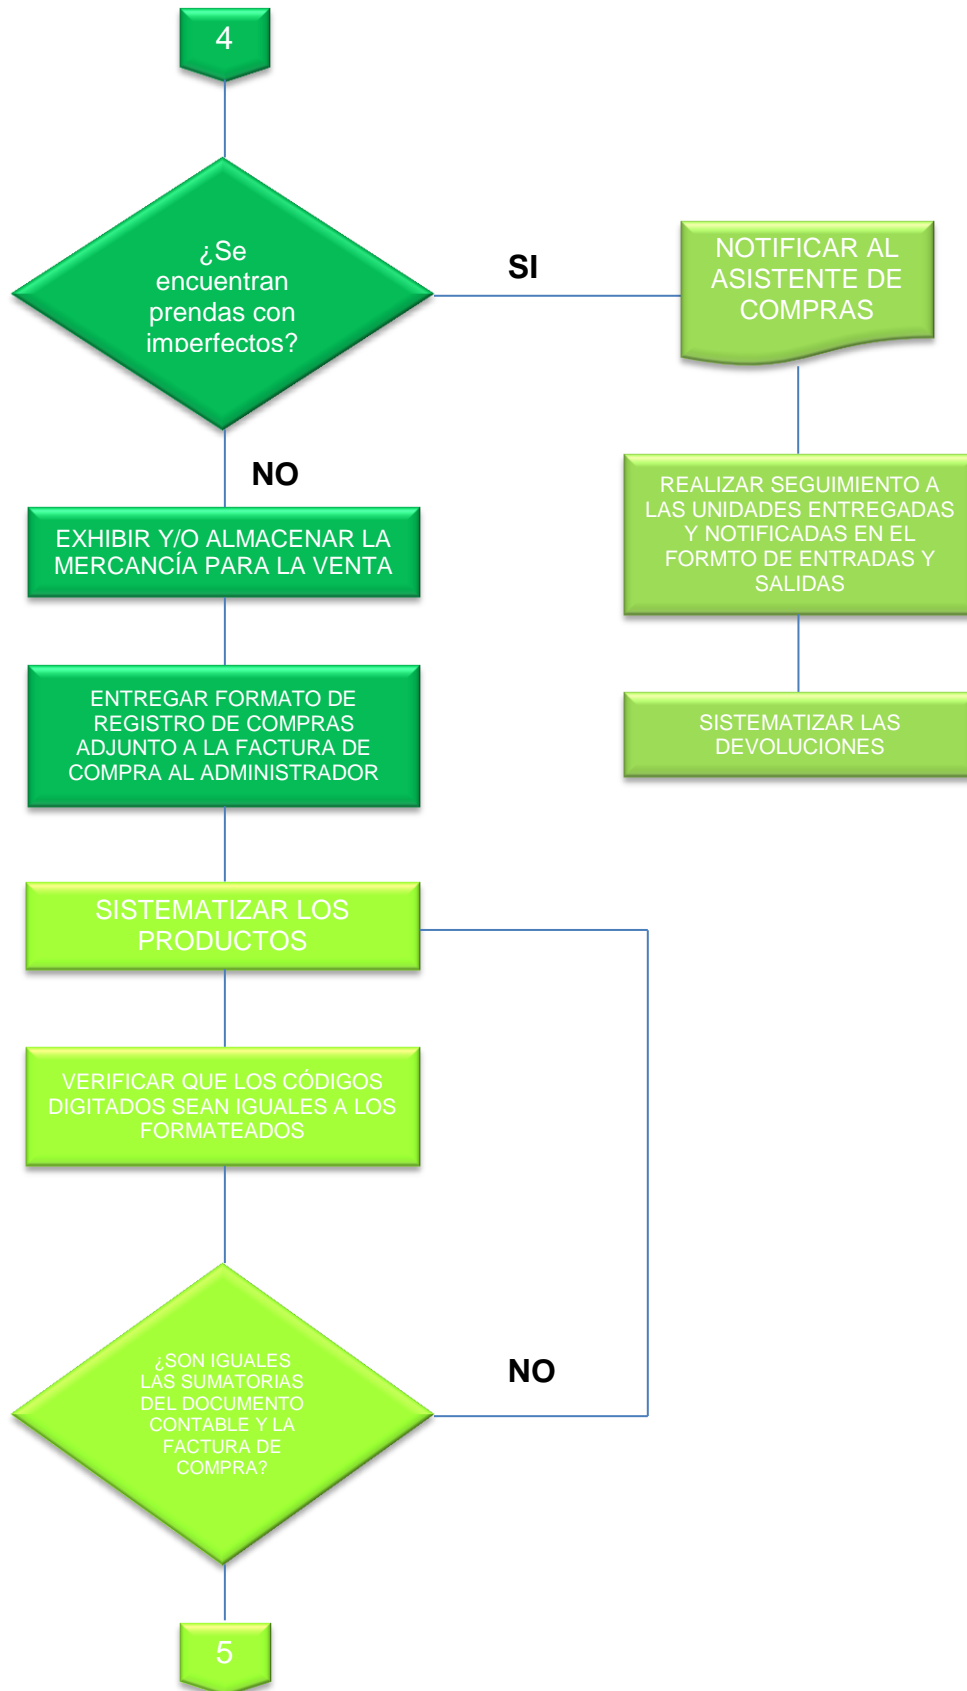 4
¿Se
encuentran
prendas con
imperfectos?
SI
NOTIFICAR AL
ASISTENTE DE
COMPRAS
NO
REALIZAR SEGUIMIENTO A
LAS UNIDADES ENTREGADAS
Y NOTIFICADAS EN EL
FORMTO DE ENTRADAS Y
SALIDAS
EXHIBIR Y/O ALMACENAR LA
MERCANCÍA PARA LA VENTA
ENTREGAR FORMATO DE
REGISTRO DE COMPRAS
ADJUNTO A LA FACTURA DE
COMPRA AL ADMINISTRADOR
SISTEMATIZAR LAS
DEVOLUCIONES
SISTEMATIZAR LOS
PRODUCTOS
VERIFICAR QUE LOS CÓDIGOS
DIGITADOS SEAN IGUALES A LOS
FORMATEADOS
¿SON IGUALES
LAS SUMATORIAS
DEL DOCUMENTO
CONTABLE Y LA
FACTURA DE
COMPRA?
NO
5